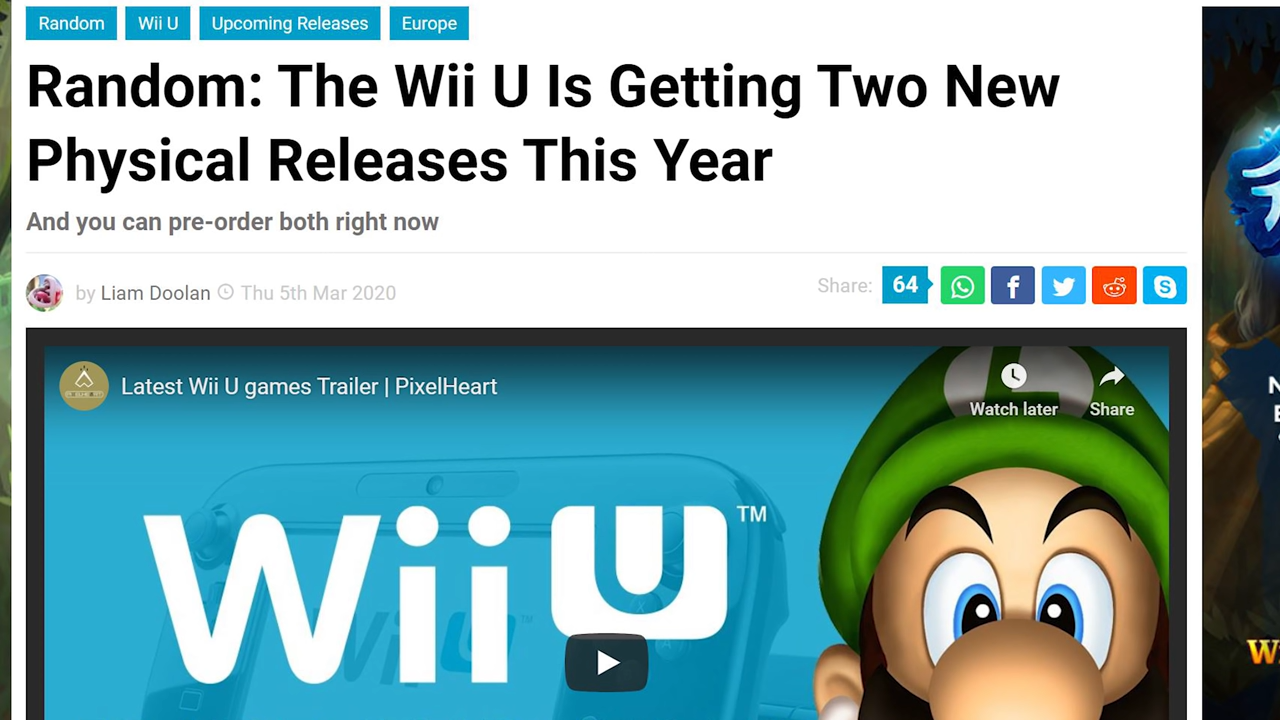 Random Wii U Upcoming Releases Europe
Random: The Wii U Is Getting Two New
Physical Releases This Year
And you can pre-order both right now
by Liam Doolan Thu 5th Mar 2020
Share: 64
Latest Wii U games Trailer | PixelHeart
Watch later Share
Wii U TM
L